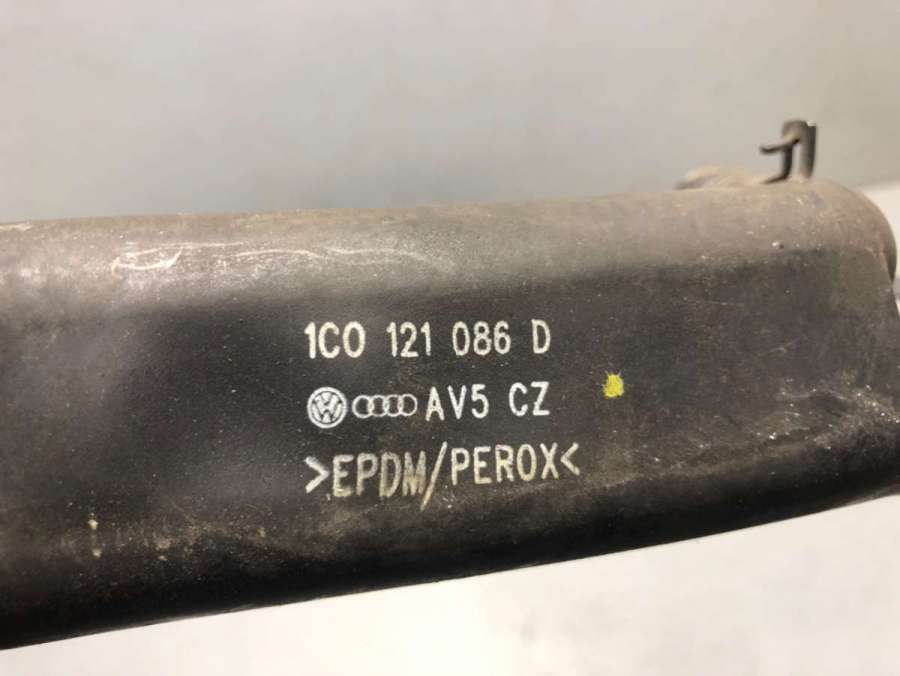 1C0 121 086 D
AV5 CZ
>EPDM/PEROX<